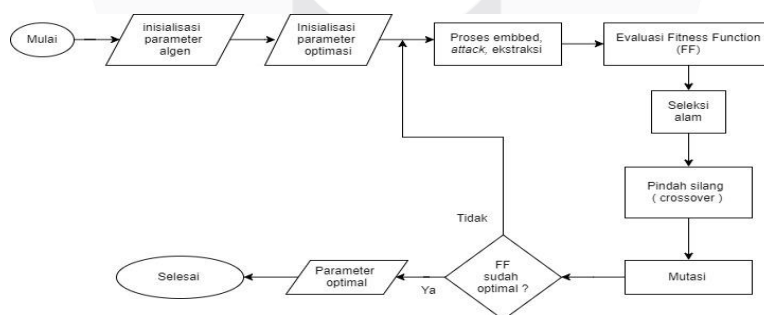 Mulai
inisialisasi
parameter
algen
Inisialisasi
parameter
optimasi
Proses embbed,
attack, ekstraksi
Evaluasi Fitness Function
(FF)
Seleksi
alam
Pindah silang
( crossover )
Mutasi
FF
sudah
optimal ?
Tidak
Ya
Parameter
optimal
Selesai